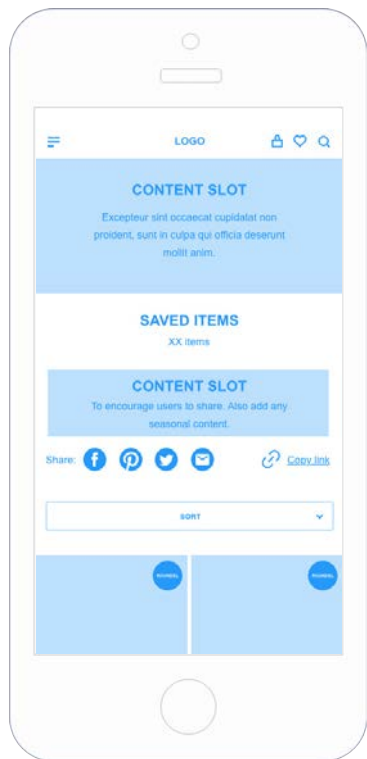 LOGO
CONTENT SLOT
Excepteur sint occaecat cupidatat non
proident, sunt in culpa qui officia deserunt
mollit anim.
SAVED ITEMS
XX items
CONTENT SLOT
To encourage users to share. Also add any
seasonal content.
Share:
Copy link
SORT